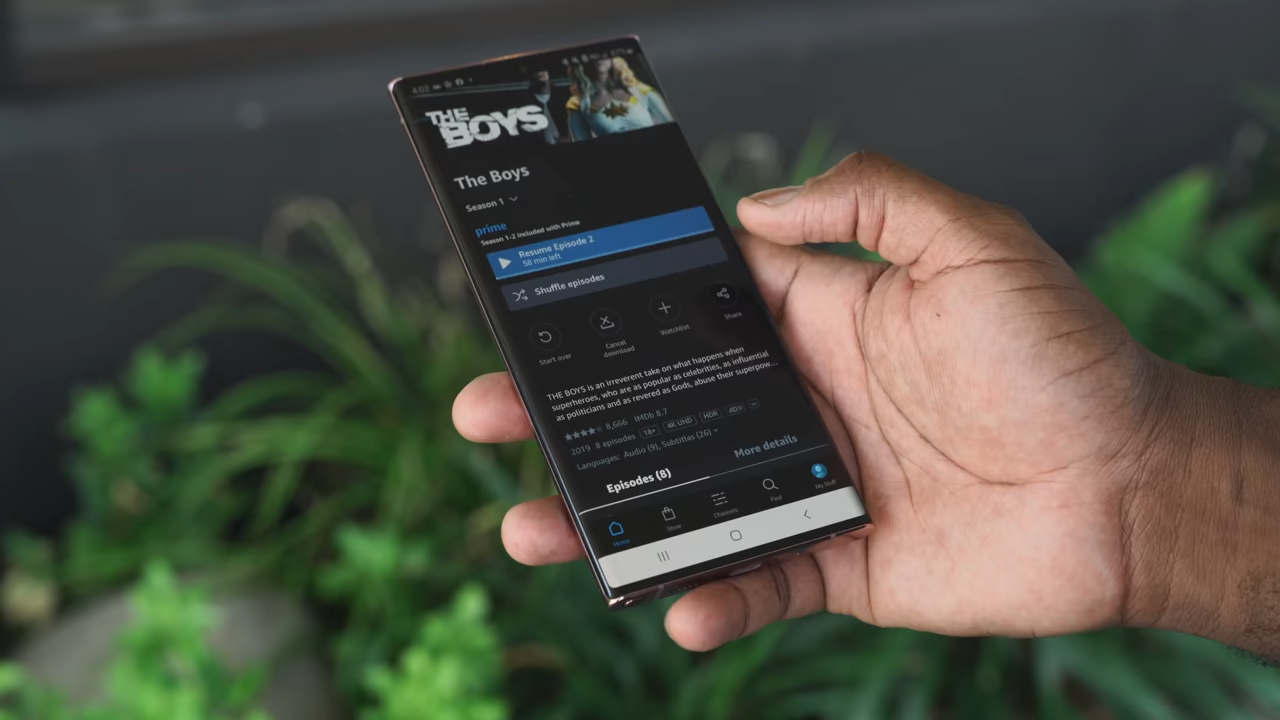 4:02
THE
BOYS
The Boys
Season 1
prime
Season 1-2 included with Prime
Resume Episode 2
58 min left
Shuffle episodes
Start over
Cancel
download
Watchlist
Share
THE BOYS is an irreverent take on what happens when
superheroes, who are as popular as celebrities, as influential
as politicians and as revered as Gods, abuse their superpow...
8,666 IMDb 8.7
2019 8 episodes 18+ 4K UHD HDR AD))) ...
Languages: Audio (9), Subtitles (26)
Episodes (8)
More details
Home
Store
Channels
Find
My Stuff